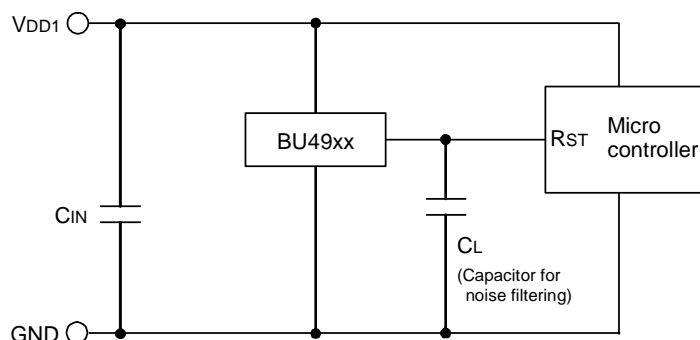 VDD1
BU49xx
RST
Micro
controller
CIN
CL
(Capacitor for
noise filtering)
GND